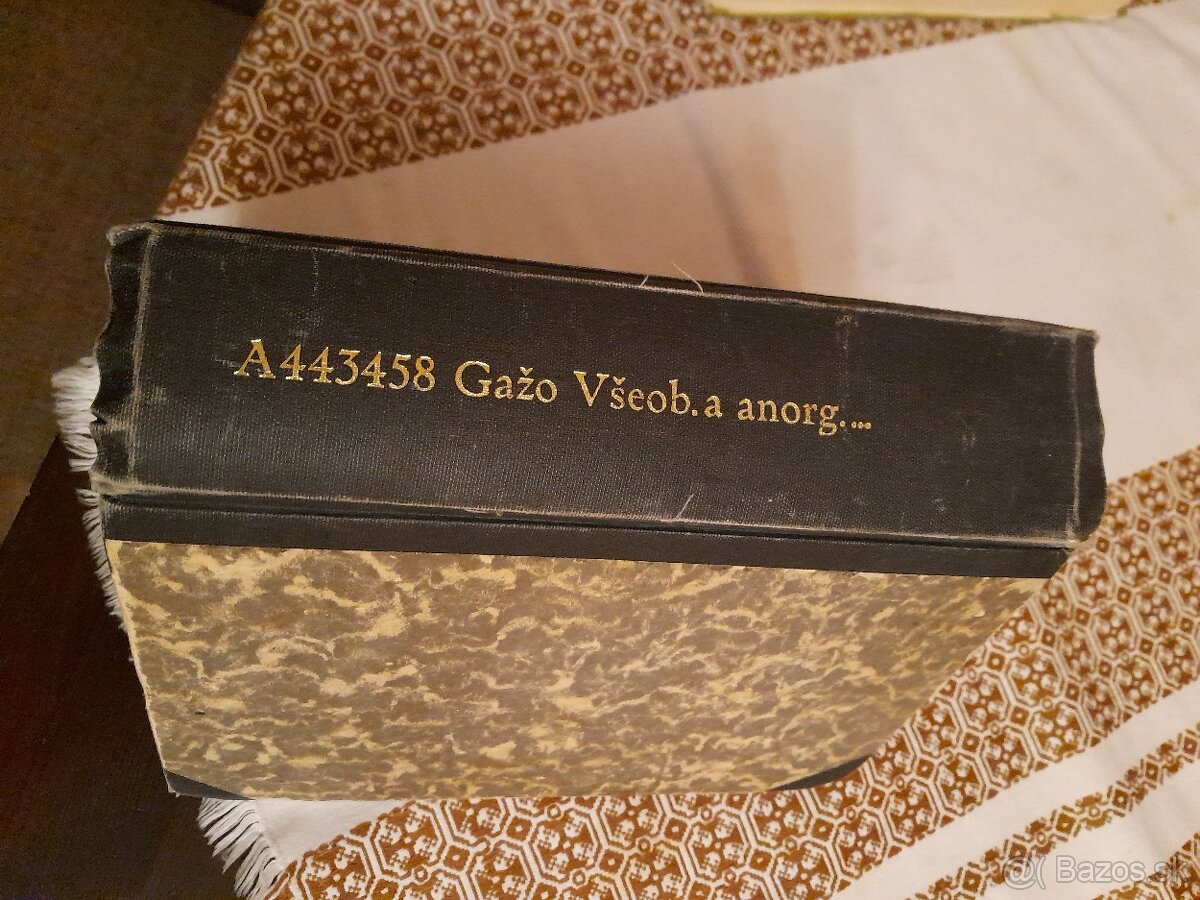 A443458 Gažo Všeob. a anorg....
@( Bazos.sk